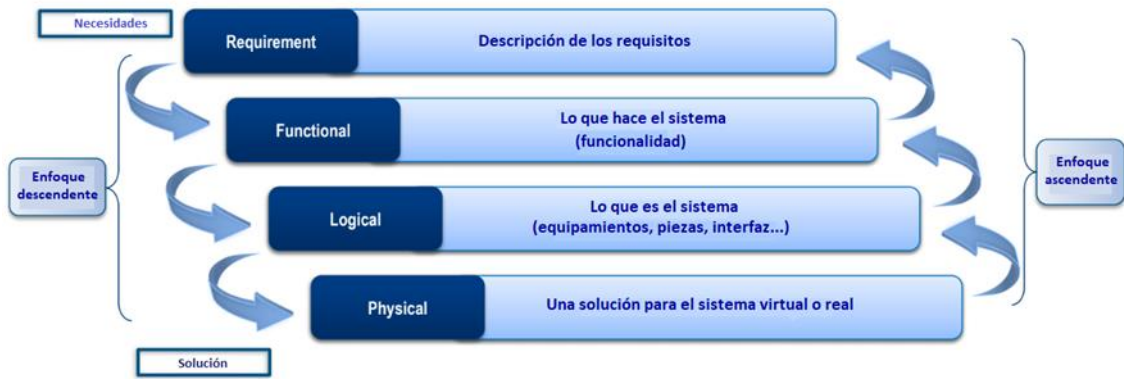 Necesidades
Requirement
Descripción de los requisitos
Functional
Lo que hace el sistema
(funcionalidad)
Enfoque
descendente
Enfoque
ascendente
Logical
Lo que es el sistema
(equipamientos, piezas, interfaz...)
Physical
Una solución para el sistema virtual o real
Solución